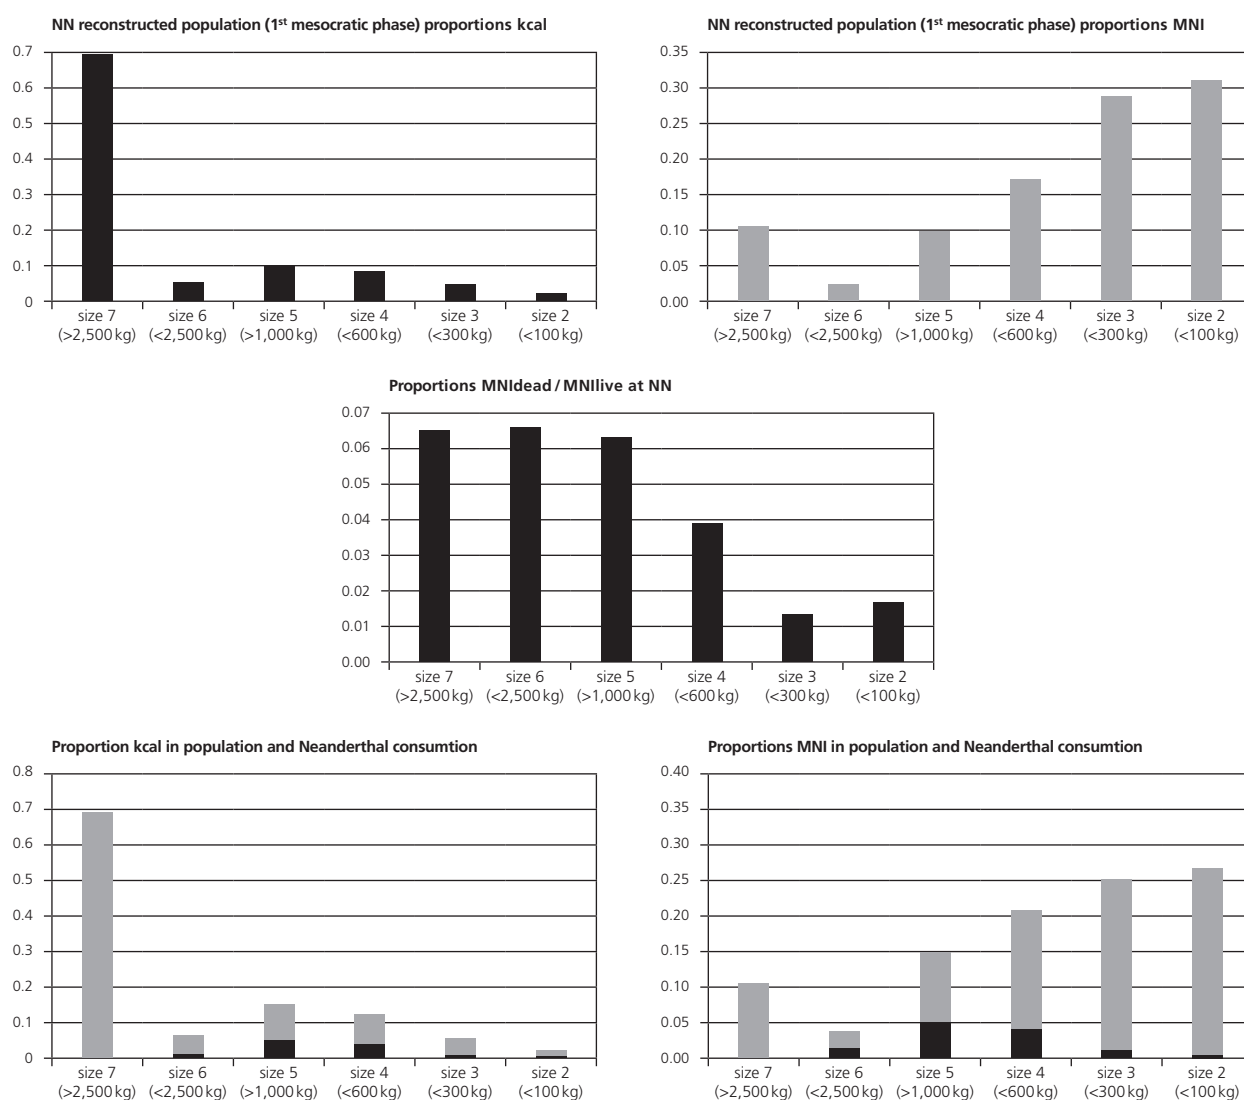 NN reconstructed population (1st mesocratic phase) proportions kcal
0.7
0.6
0.5
0.4
0.3
0.2
0.1
0
size 7 size 6 size 5 size 4 size 3 size 2
(>2,500 kg) (<2,500 kg) (>1,000 kg) (<600 kg) (<300 kg) (<100 kg)
NN reconstructed population (1st mesocratic phase) proportions MNI
0.35
0.30
0.25
0.20
0.15
0.10
0.05
0.00
size 7 size 6 size 5 size 4 size 3 size 2
(>2,500 kg) (<2,500 kg) (>1,000 kg) (<600 kg) (<300 kg) (<100 kg)
Proportions MNIdead / MNIlive at NN
0.07
0.06
0.05
0.04
0.03
0.02
0.01
0.00
size 7 size 6 size 5 size 4 size 3 size 2
(>2,500 kg) (<2,500 kg) (>1,000 kg) (<600 kg) (<300 kg) (<100 kg)
Proportion kcal in population and Neanderthal consumtion
0.8
0.7
0.6
0.5
0.4
0.3
0.2
0.1
0
size 7 size 6 size 5 size 4 size 3 size 2
(>2,500 kg) (<2,500 kg) (>1,000 kg) (<600 kg) (<300 kg) (<100 kg)
Proportions MNI in population and Neanderthal consumtion
0.40
0.35
0.30
0.25
0.20
0.15
0.10
0.05
0.00
size 7 size 6 size 5 size 4 size 3 size 2
(>2,500 kg) (<2,500 kg) (>1,000 kg) (<600 kg) (<300 kg) (<100 kg)